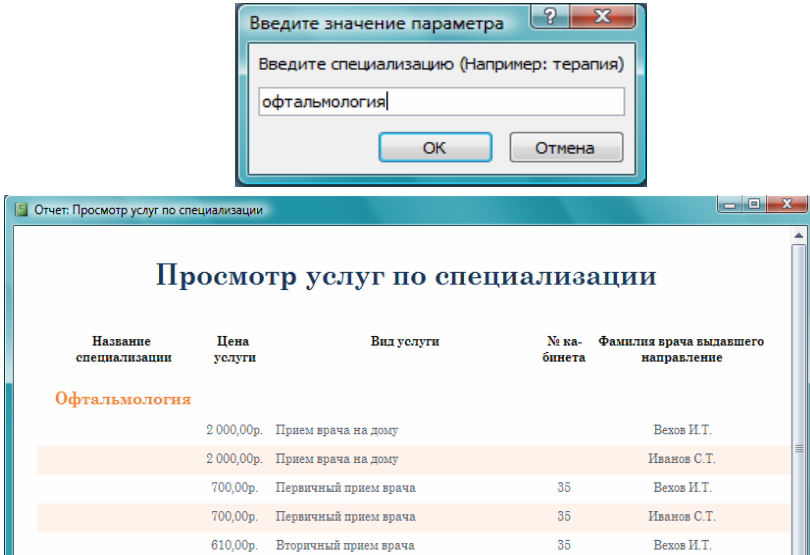 Введите значение параметра
Введите специализацию (Например: терапия)
офтальмология
ОК Отмена
Отчет: Просмотр услуг по специализации
Просмотр услуг по специализации
Название специализации Цена услуги Вид услуги № ка-бинета Фамилия врача выдавшего направление
Офтальмология
2 000,00р. Прием врача на дому Вехов И.Т.
2 000,00р. Прием врача на дому Иванов С.Т.
700,00р. Первичный прием врача 35 Вехов И.Т.
700,00р. Первичный прием врача 35 Иванов С.Т.
610,00р. Вторичный прием врача 35 Вехов И.Т.